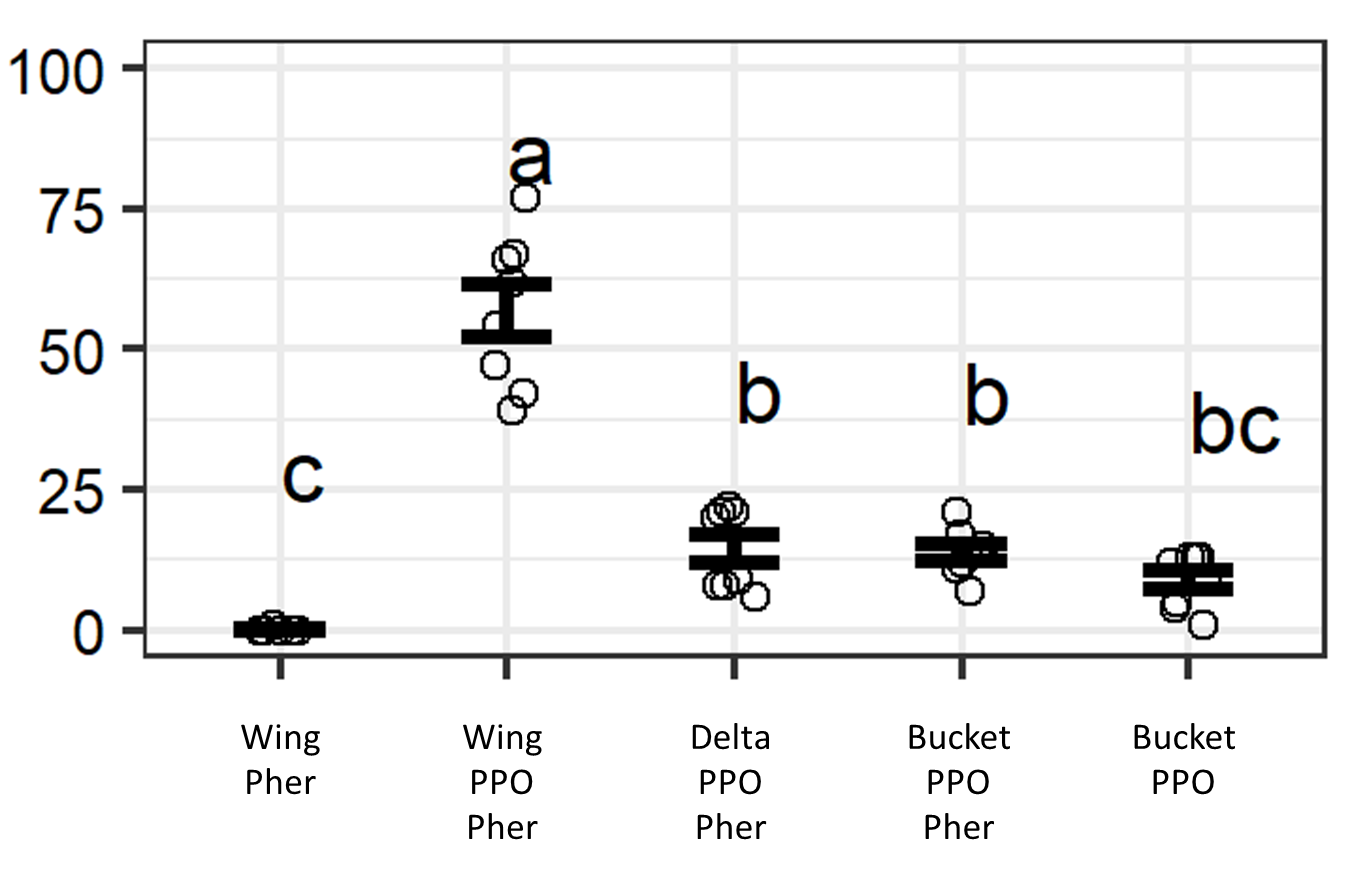 100
75
50
25
0
c
a
b
b
bc
Wing
Pher
Wing
PPO
Pher
Delta
PPO
Pher
Bucket
PPO
Pher
Bucket
PPO